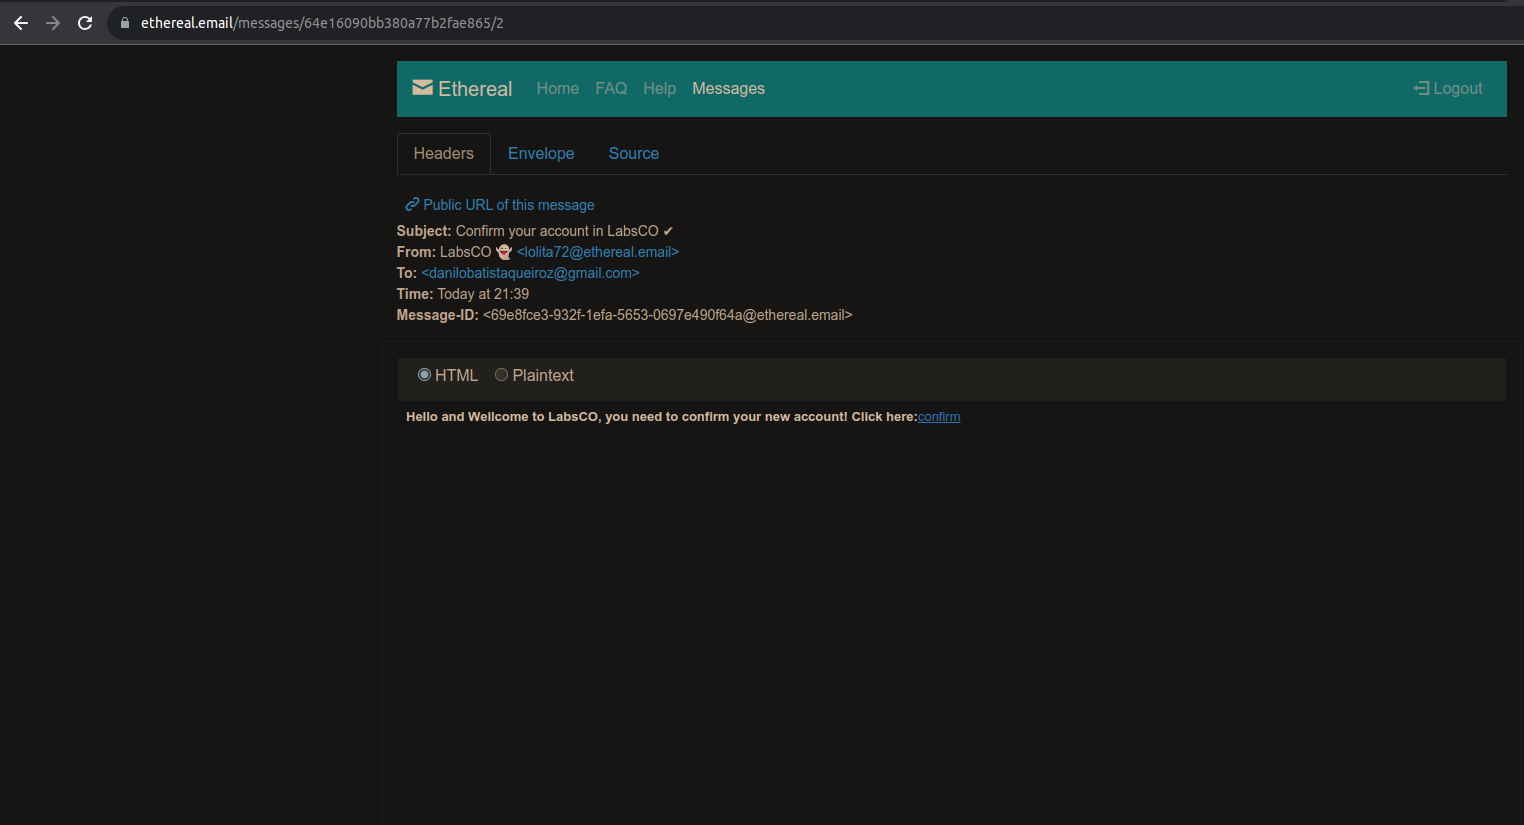 ethereal.email/messages/64e16090bb380a77b2fae865/2
Ethereal Home FAQ Help Messages Logout
Headers Envelope Source
Public URL of this message
Subject: Confirm your account in LabsCO ✔
From: LabsCO 👻 <lolita72@ethereal.email>
To: <danilobatistaqueiroz@gmail.com>
Time: Today at 21:39
Message-ID: <69e8fce3-932f-1efa-5653-0697e490f64a@ethereal.email>
HTML Plaintext
Hello and Wellcome to LabsCO, you need to confirm your new account! Click here:confirm